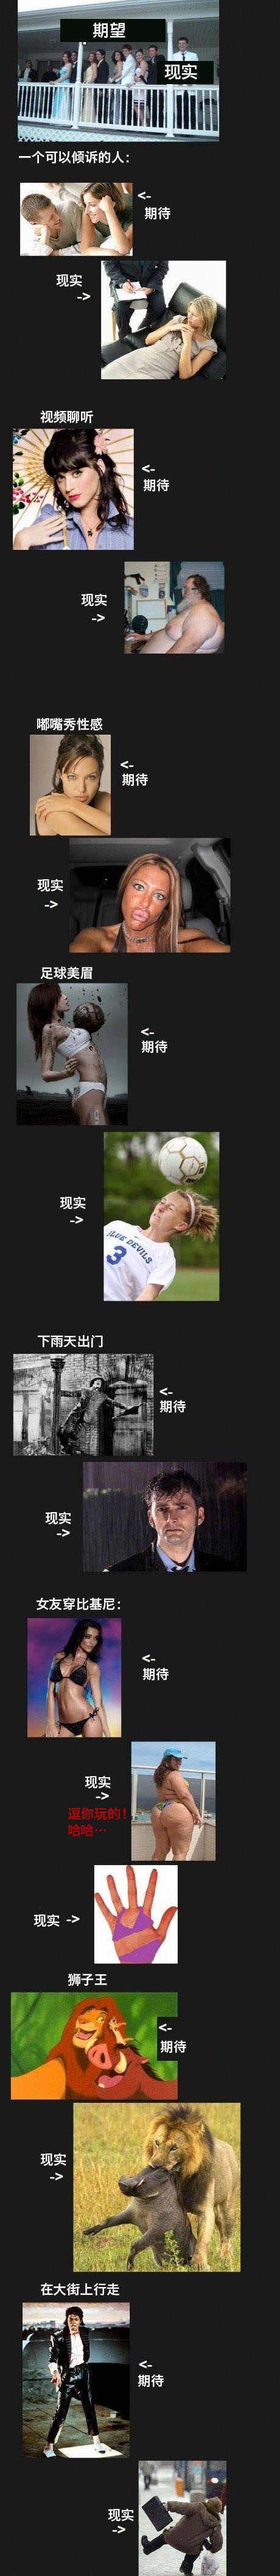 期望
现实
一个可以倾诉的人：
<-
期待
现实
->
视频聊听
<-
期待
现实
->
嘟嘴秀性感
<-
期待
现实
->
足球美眉
<-
期待
现实
->
BLUE DEVILS
3
下雨天出门
<-
期待
现实
->
女友穿比基尼：
<-
期待
现实
->
逗你玩的！
哈哈…
现实 ->
狮子王
<-
期待
现实
->
在大街上行走
<-
期待
现实
->